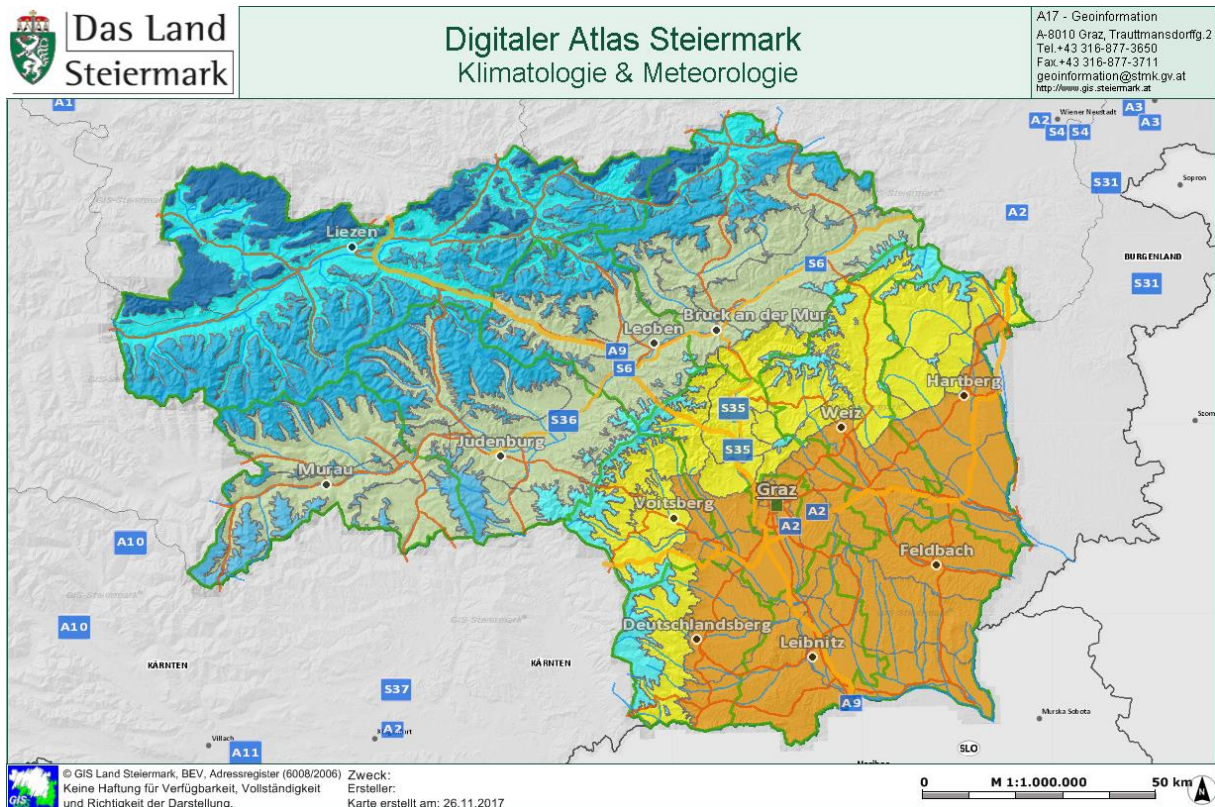 Das Land
Steiermark
Digitaler Atlas Steiermark
Klimatologie & Meteorologie
A17 - Geoinformation
A-8010 Graz, Trauttmansdorffg.2
Tel.+43 316-877-3650
Fax.+43 316-877-3711
geoinformation@stmk.gv.at
http://www.gis.steiermark.at
A1
A2
Wiener Neustadt
A3
S4
S4
A3
S31
Sopron
A2
Liezen
BURGENLAND
S6
S31
Bruck an der Mur
Leoben
A9
S6
Hartberg
S35
Weiz
S36
S35
Judenburg
Murau
Graz
Voitsberg
A2
A2
A10
Feldbach
GIS-Steiermark
A10
Deutschlandsberg
Leibnitz
KÄRNTEN
KÄRNTEN
S37
A9
A2
Murska Sobota
Villach
A11
SLO
GIS
© GIS Land Steiermark, BEV, Adressregister (6008/2006)
Keine Haftung für Verfügbarkeit, Vollständigkeit
und Richtigkeit der Darstellung.
Zweck:
Ersteller:
Karte erstellt am: 26.11.2017
0 M 1:1.000.000 50 km
N